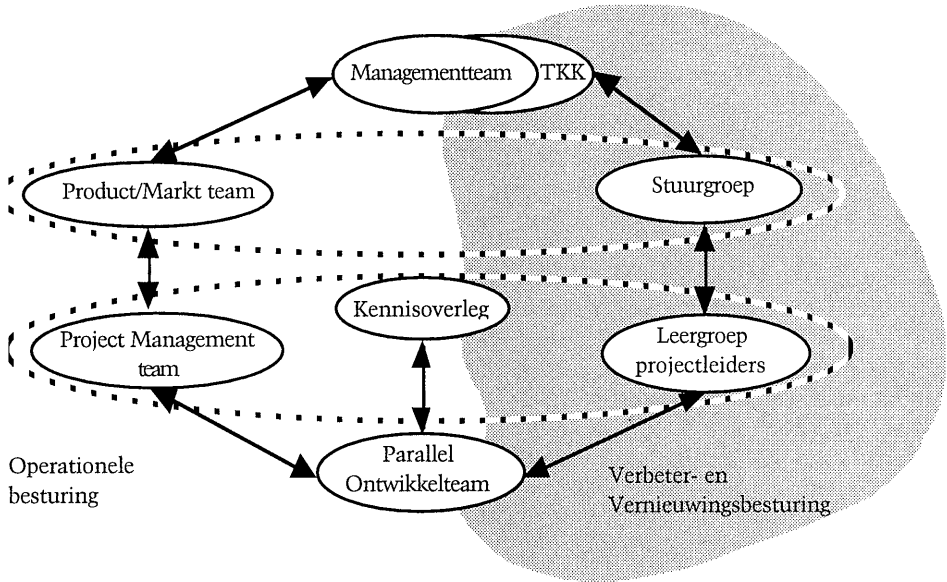 Managementteam
TKK
Product/Markt team
Stuurgroep
Kennisoverleg
Project Management
team
Leergroep
projectleiders
Parallel
Ontwikkelteam
Operationele
besturing
Verbeter- en
Vernieuwingsbesturing